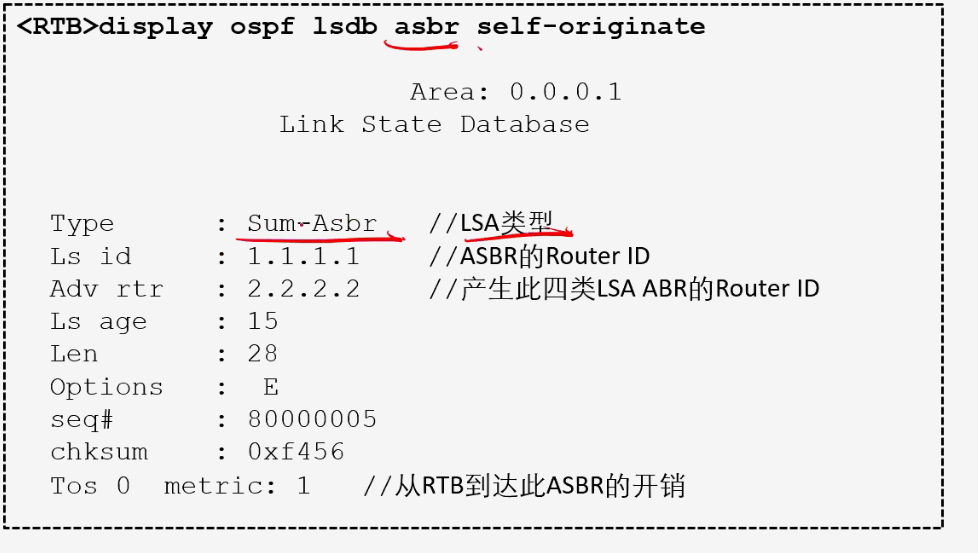 <RTB>display ospf lsdb asbr self-originate
Area: 0.0.0.1
Link State Database
Type : Sum-Asbr //LSA类型
Ls id : 1.1.1.1 //ASBR的Router ID
Adv rtr : 2.2.2.2 //产生此四类LSA ABR的Router ID
Ls age : 15
Len : 28
Options : E
seq# : 80000005
chksum : 0xf456
Tos 0 metric: 1 //从RTB到达此ASBR的开销